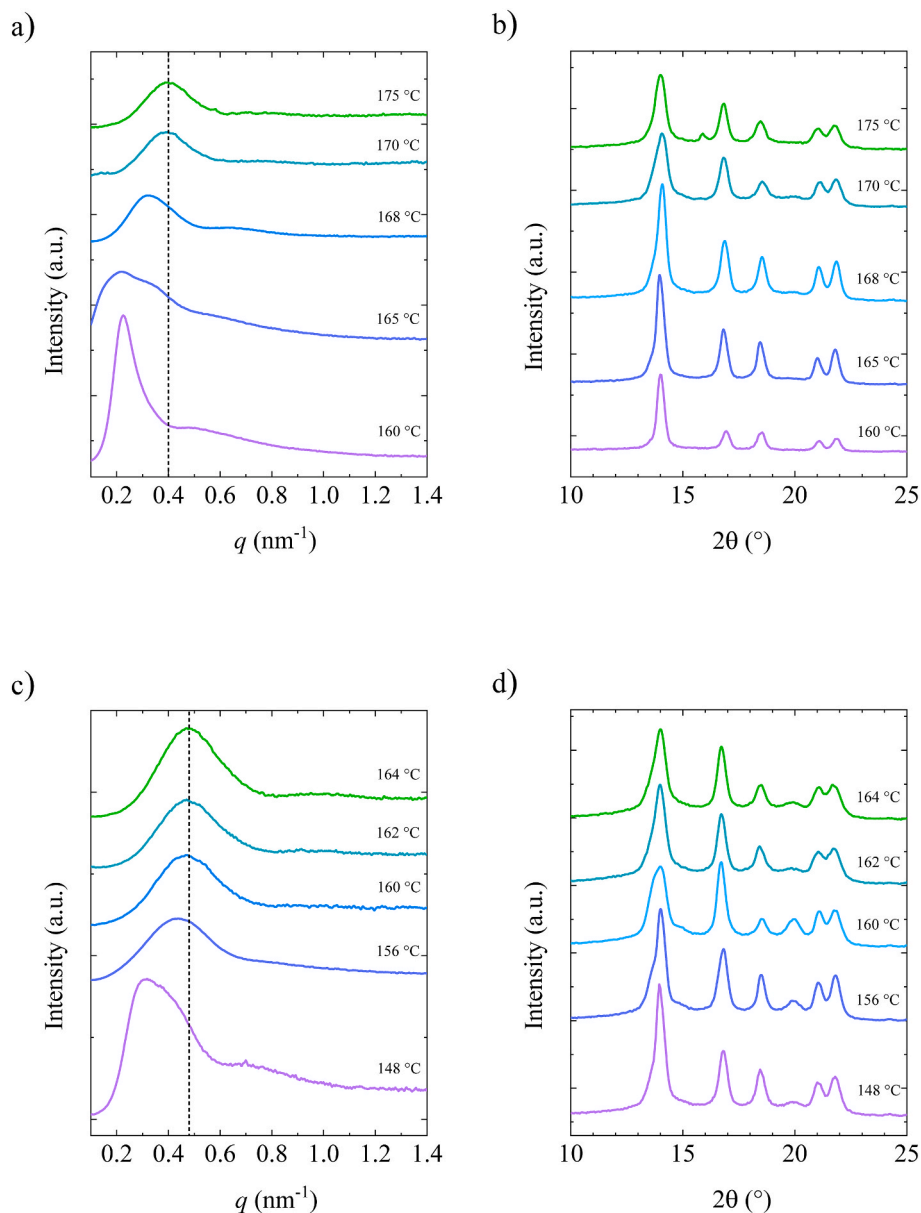 a)
Intensity (a.u.)
175 °C
170 °C
168 °C
165 °C
160 °C
0.2 0.4 0.6 0.8 1.0 1.2 1.4
q (nm-1)
b)
Intensity (a.u.)
175 °C
170 °C
168 °C
165 °C
160 °C
10 15 20 25
2θ (°)
c)
Intensity (a.u.)
164 °C
162 °C
160 °C
156 °C
148 °C
0.2 0.4 0.6 0.8 1.0 1.2 1.4
q (nm-1)
d)
Intensity (a.u.)
164 °C
162 °C
160 °C
156 °C
148 °C
10 15 20 25
2θ (°)